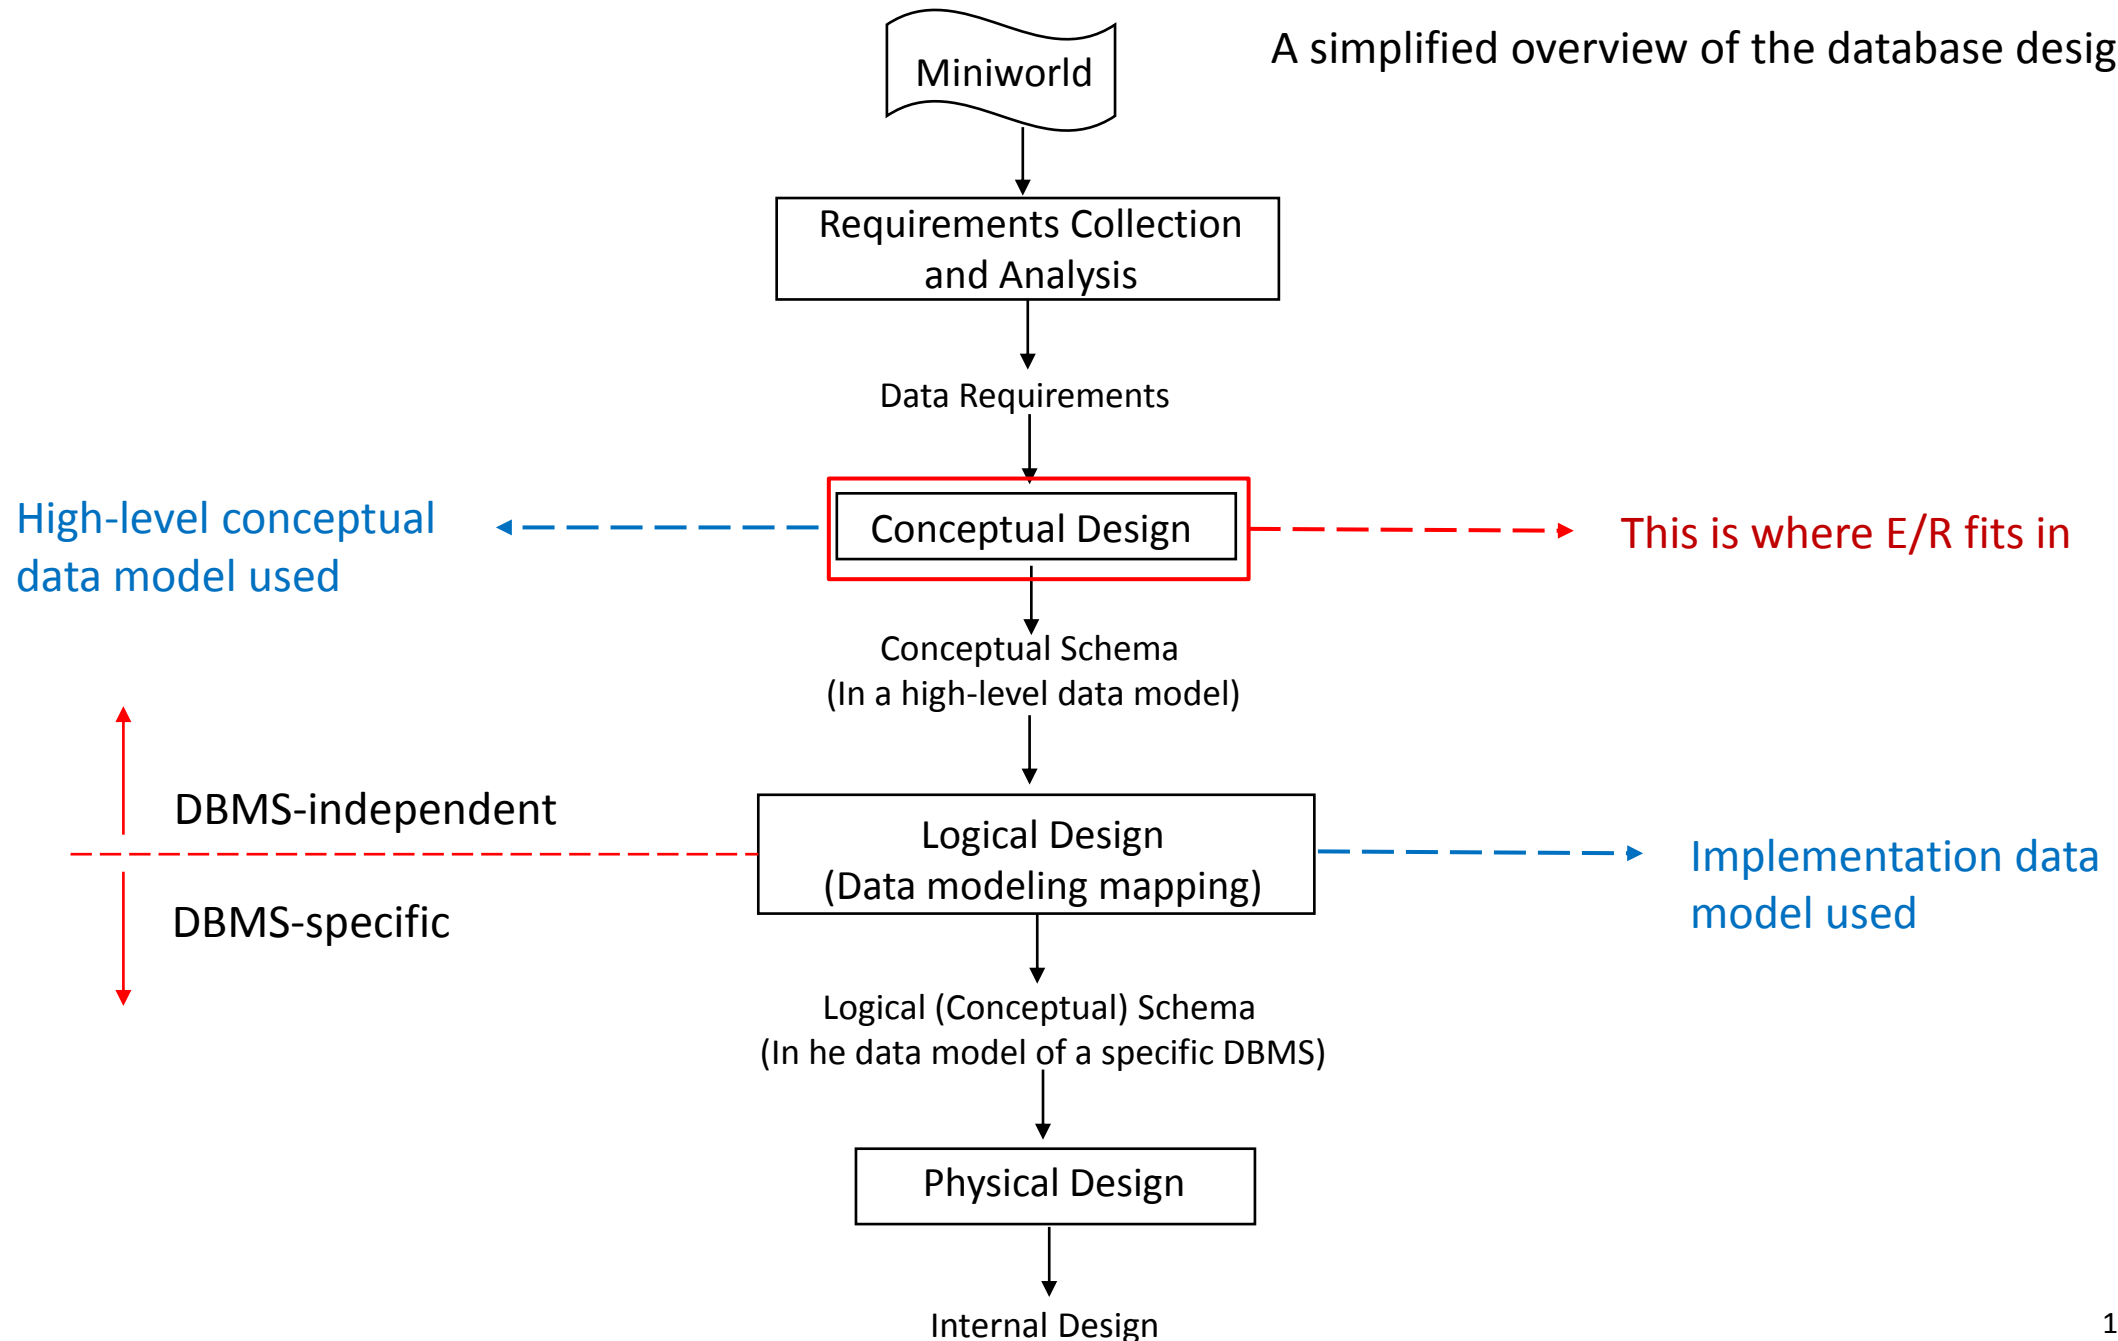 A simplified overview of the database desig
Miniworld
Requirements Collection
and Analysis
Data Requirements
High-level conceptual
data model used
Conceptual Design
This is where E/R fits in
Conceptual Schema
(In a high-level data model)
DBMS-independent
DBMS-specific
Logical Design
(Data modeling mapping)
Implementation data
model used
Logical (Conceptual) Schema
(In he data model of a specific DBMS)
Physical Design
Internal Design
1